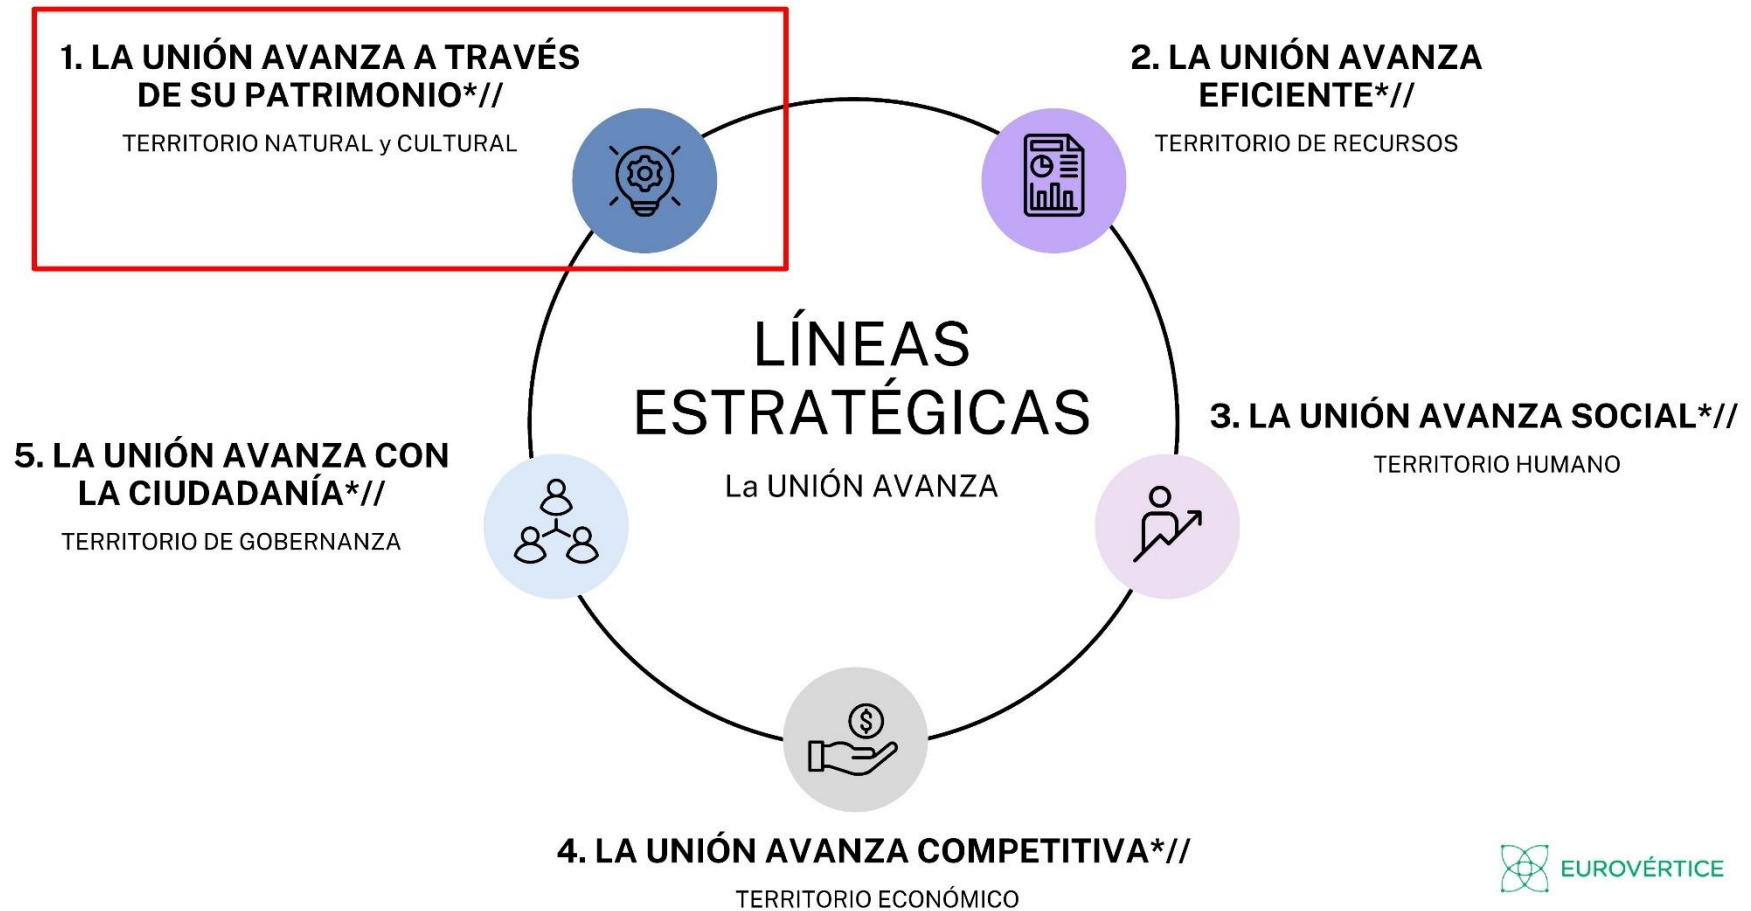 1. LA UNIÓN AVANZA A TRAVÉS
DE SU PATRIMONIO*//
TERRITORIO NATURAL y CULTURAL
2. LA UNIÓN AVANZA
EFICIENTE*//
TERRITORIO DE RECURSOS
LÍNEAS
ESTRATÉGICAS
La UNIÓN AVANZA
3. LA UNIÓN AVANZA SOCIAL*//
TERRITORIO HUMANO
5. LA UNIÓN AVANZA CON
LA CIUDADANÍA*//
TERRITORIO DE GOBERNANZA
$
4. LA UNIÓN AVANZA COMPETITIVA*//
TERRITORIO ECONÓMICO
EUROVÉRTICE